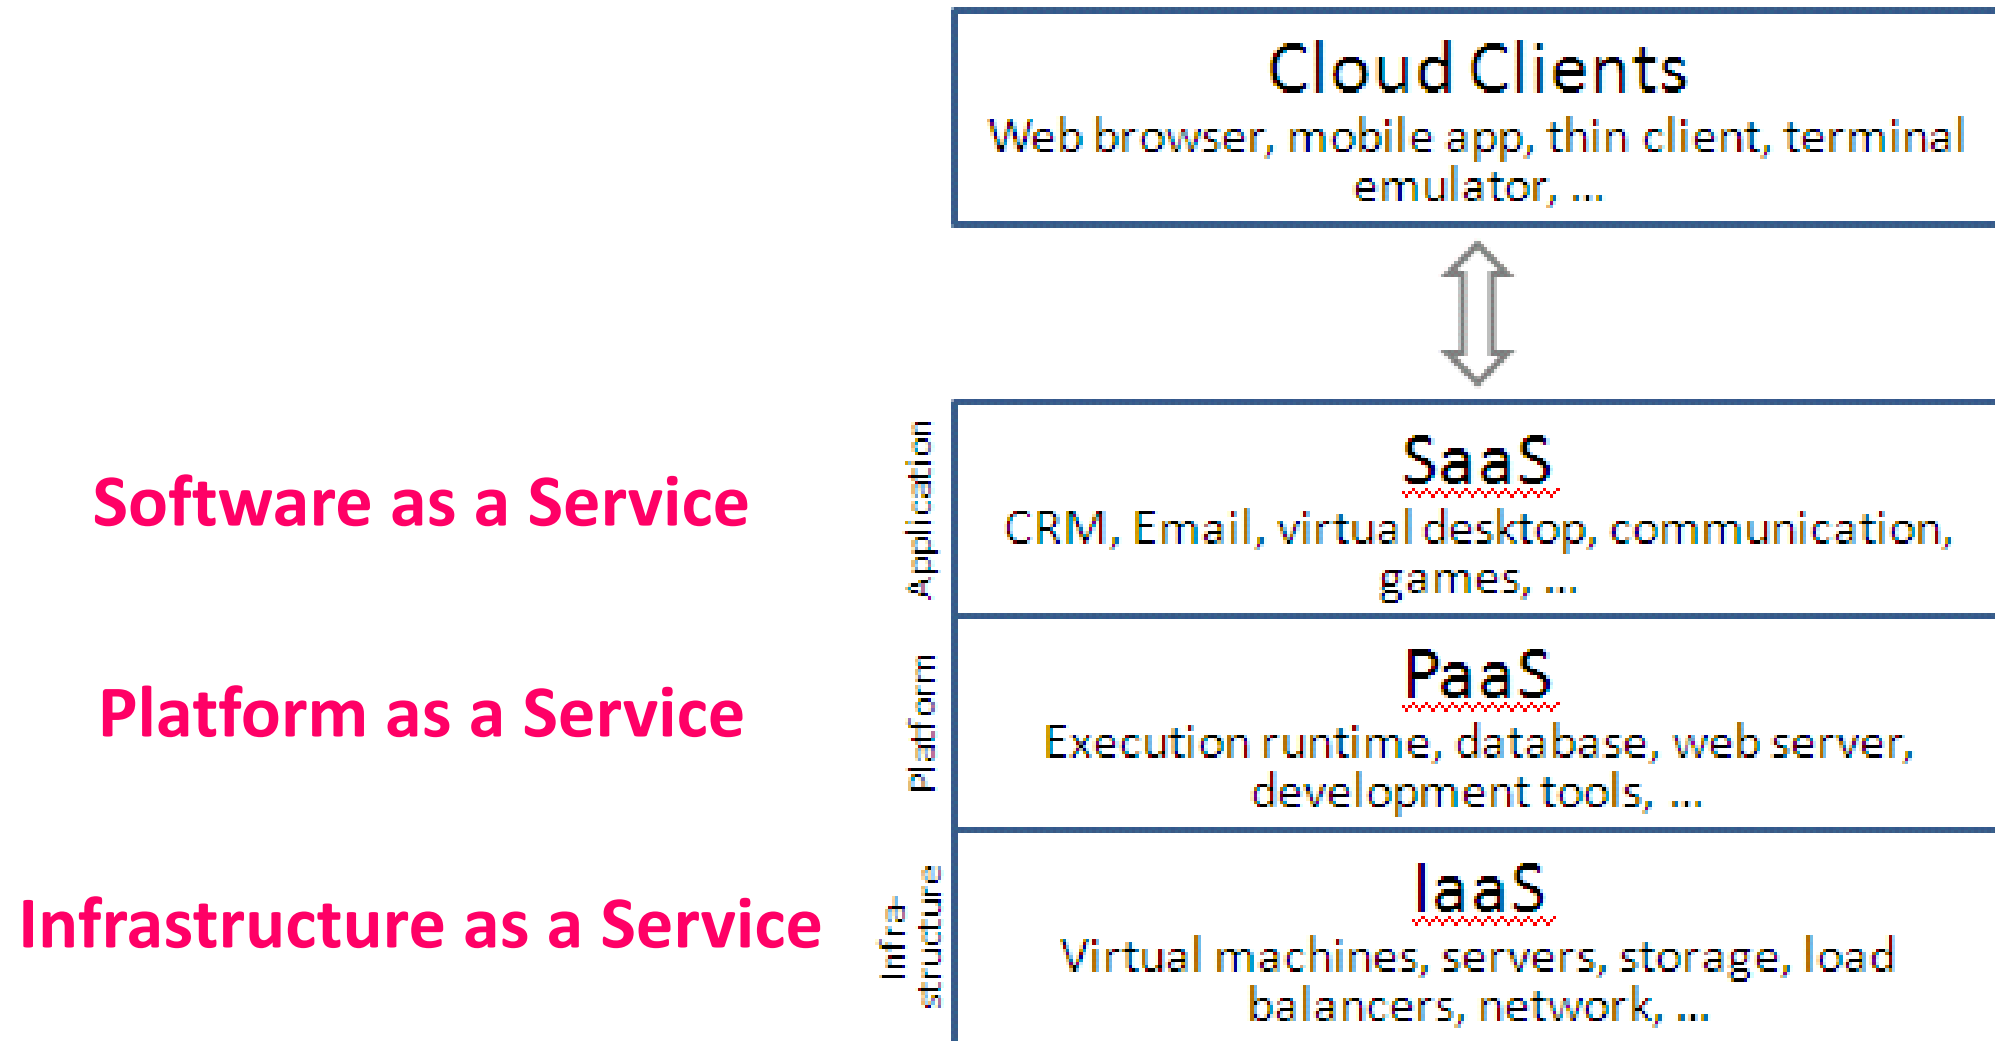 Cloud Clients
Web browser, mobile app, thin client, terminal
emulator, ...
Software as a Service
Application
SaaS
CRM, Email, virtual desktop, communication,
games, ...
Platform as a Service
Platform
PaaS
Execution runtime, database, web server,
development tools, ...
Infrastructure as a Service
Infra-
structure
IaaS
Virtual machines, servers, storage, load
balancers, network, ...